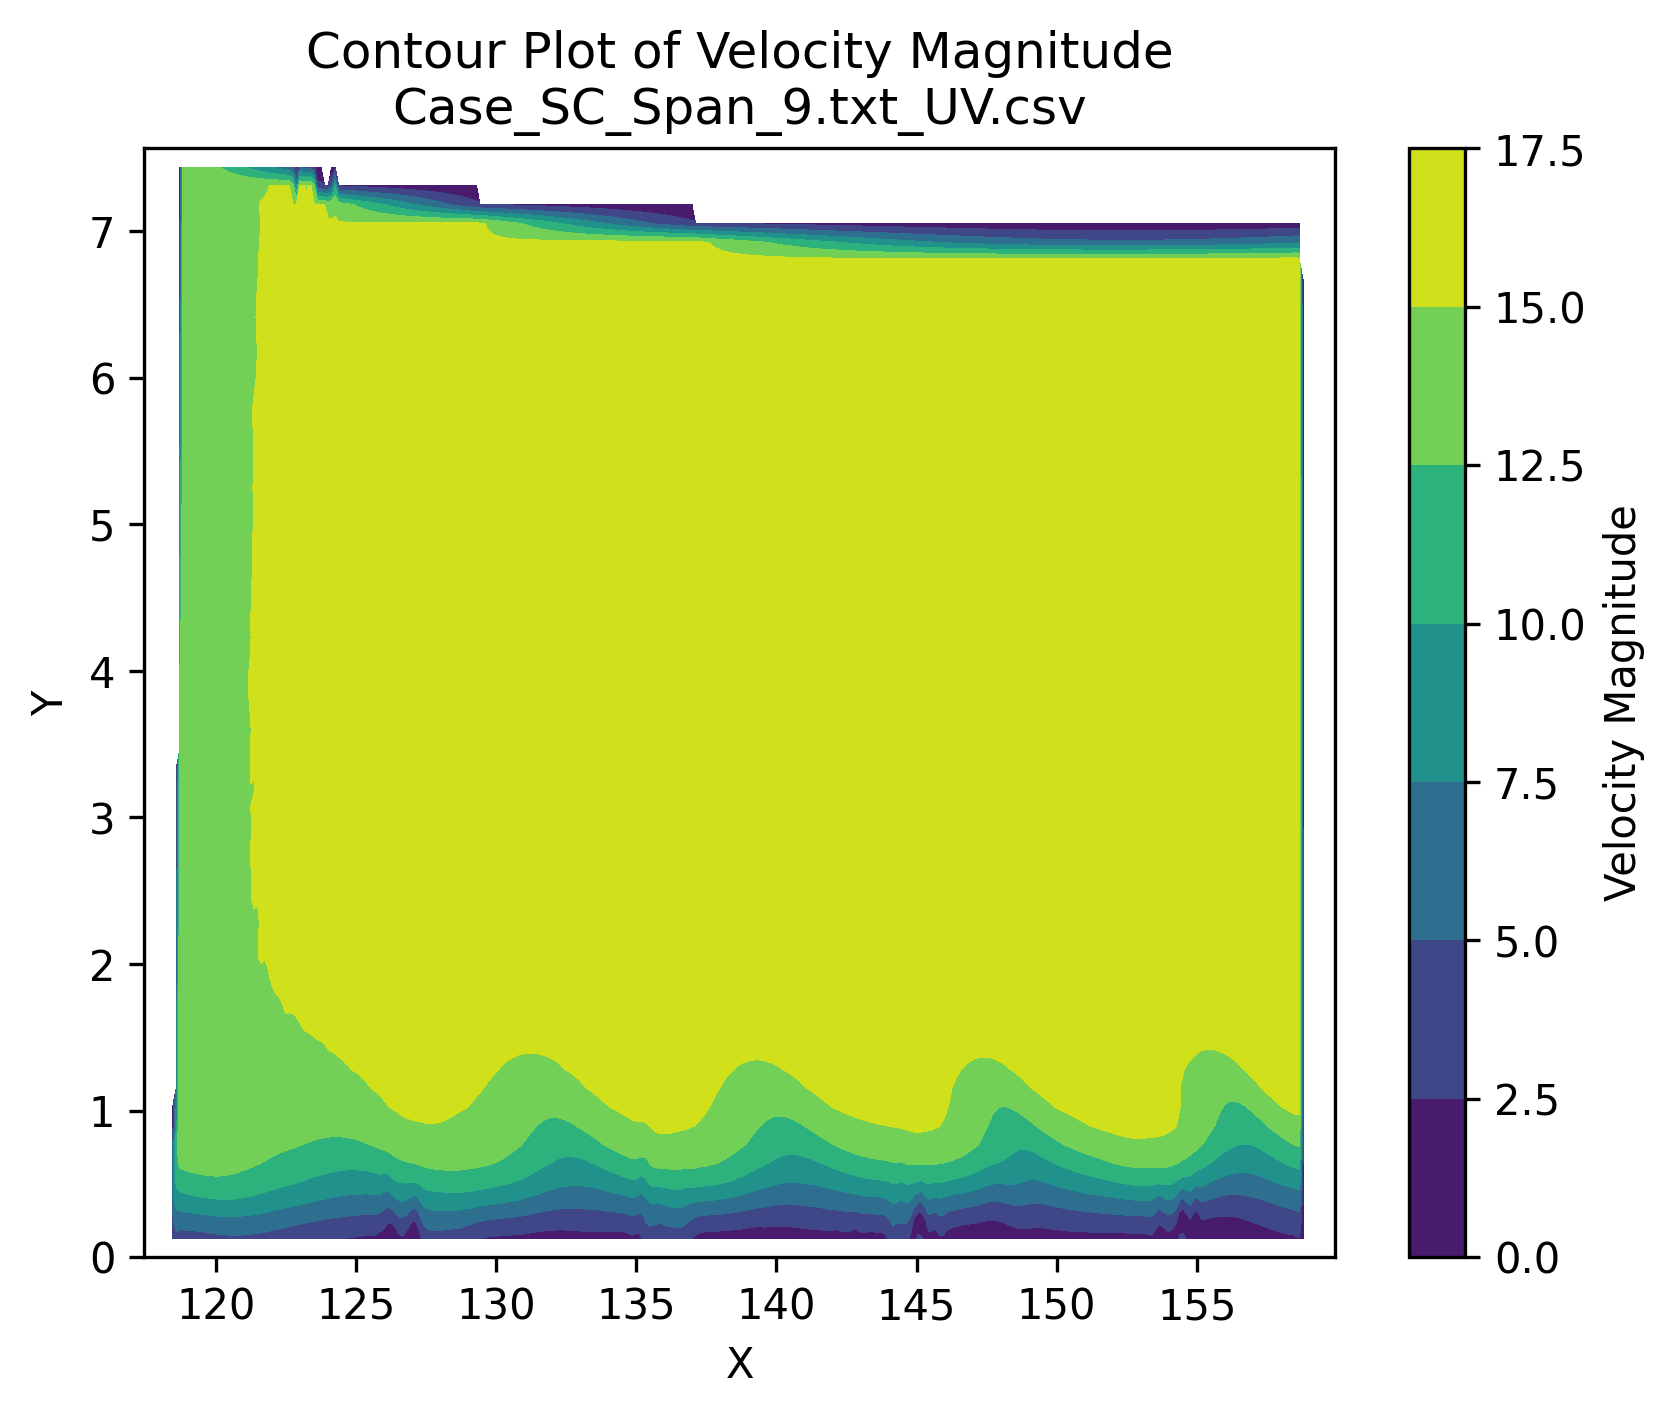 Contour Plot of Velocity Magnitude
Case_SC_Span_9.txt_UV.csv
Y
7
6
5
4
3
2
1
0
120 125 130 135 140 145 150 155
X
17.5
15.0
12.5
10.0
7.5
5.0
2.5
0.0
Velocity Magnitude